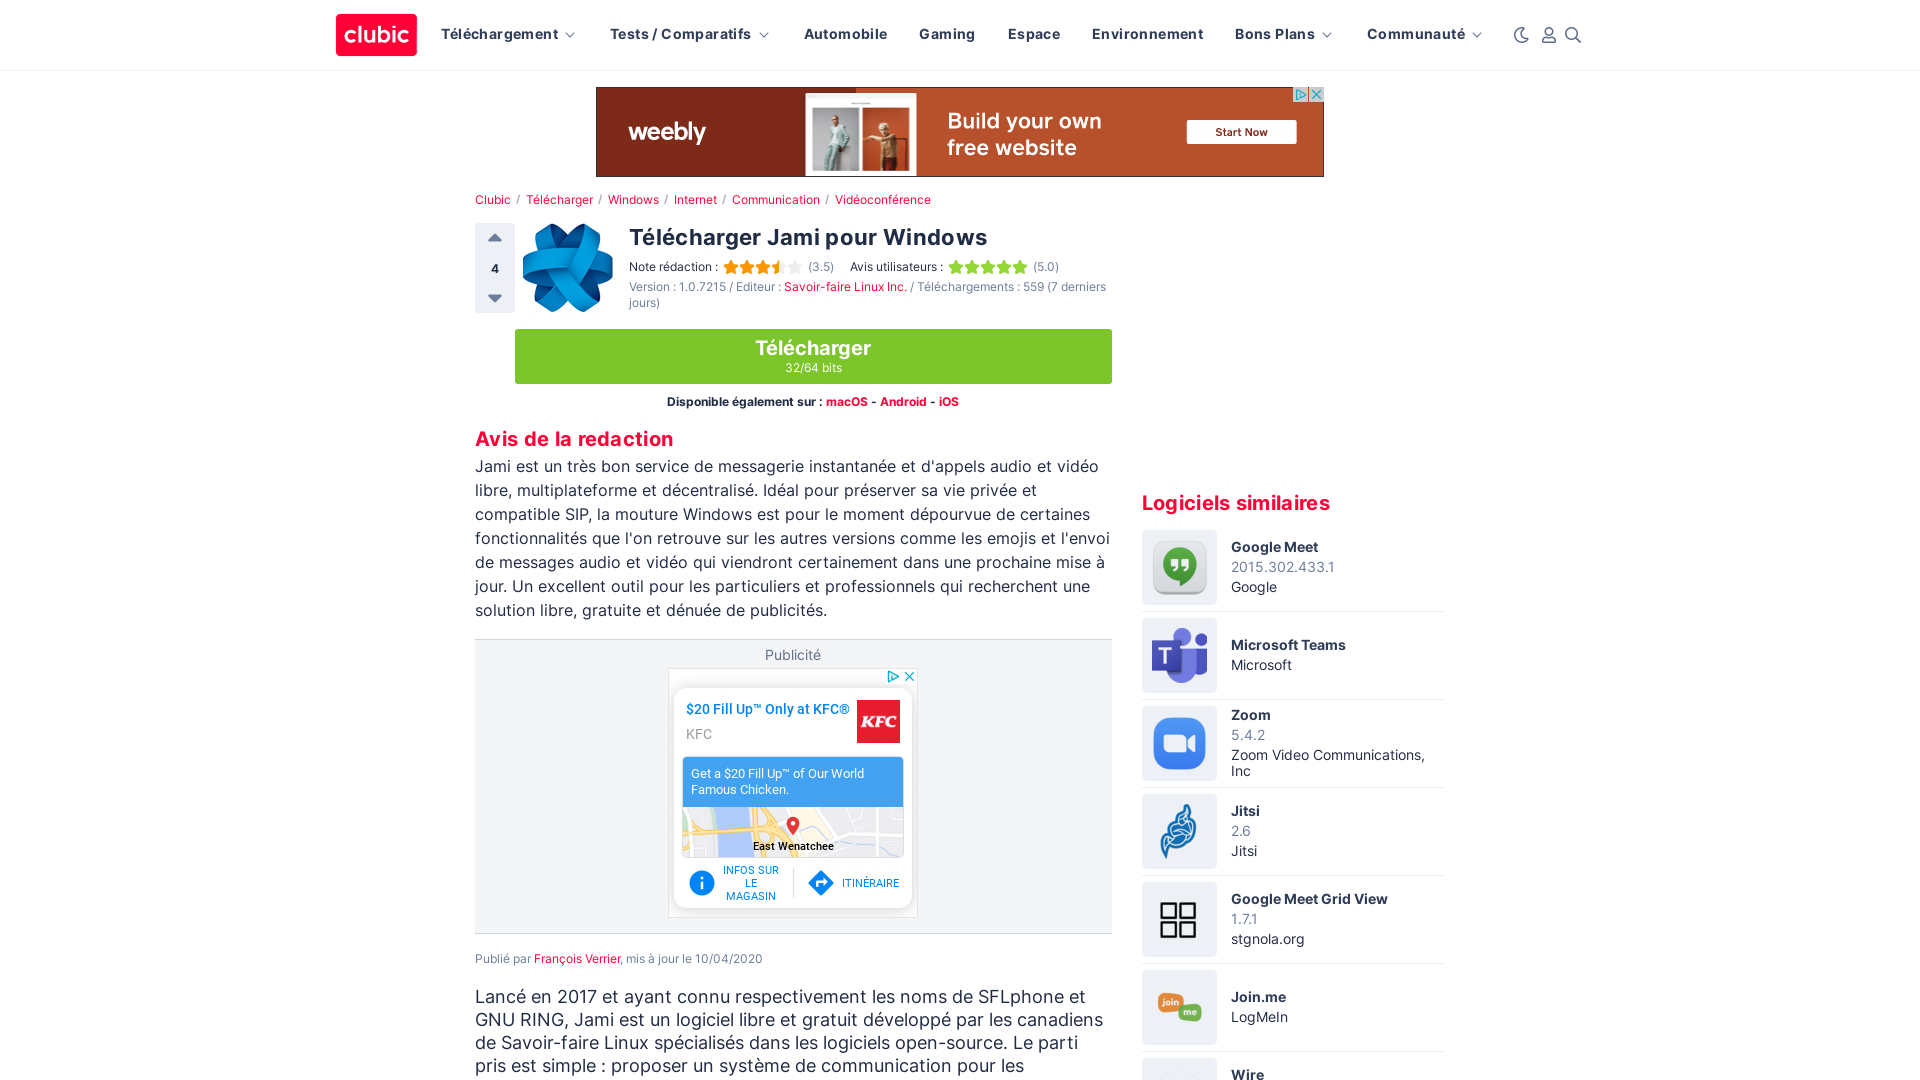 clubic
Téléchargement
Tests / Comparatifs
Automobile
Gaming
Espace
Environnement
Bons Plans
Communauté
weebly
Build your own
free website
Start Now
Clubic / Télécharger / Windows / Internet / Communication / Vidéoconférence
4
Télécharger Jami pour Windows
Note rédaction : (3.5) Avis utilisateurs : (5.0)
Version : 1.0.7215 / Editeur : Savoir-faire Linux Inc. / Téléchargements : 559 (7 derniers
jours)
Télécharger
32/64 bits
Disponible également sur : macOS - Android - iOS
Avis de la redaction
Jami est un très bon service de messagerie instantanée et d'appels audio et vidéo
libre, multiplateforme et décentralisé. Idéal pour préserver sa vie privée et
compatible SIP, la mouture Windows est pour le moment dépourvue de certaines
fonctionnalités que l'on retrouve sur les autres versions comme les emojis et l'envoi
de messages audio et vidéo qui viendront certainement dans une prochaine mise à
jour. Un excellent outil pour les particuliers et professionnels qui recherchent une
solution libre, gratuite et dénuée de publicités.
Publicité
$20 Fill Up™ Only at KFC®
KFC
KFC
Get a $20 Fill Up™ of Our World
Famous Chicken.
East Wenatchee
INFOS SUR
LE
MAGASIN
ITINÉRAIRE
Publié par François Verrier, mis à jour le 10/04/2020
Lancé en 2017 et ayant connu respectivement les noms de SFLphone et
GNU RING, Jami est un logiciel libre et gratuit développé par les canadiens
de Savoir-faire Linux spécialisés dans les logiciels open-source. Le parti
pris est simple : proposer un système de communication pour les
Logiciels similaires
Google Meet
2015.302.433.1
Google
Microsoft Teams
Microsoft
Zoom
5.4.2
Zoom Video Communications,
Inc
Jitsi
2.6
Jitsi
Google Meet Grid View
1.7.1
stgnola.org
join
me
Join.me
LogMeIn
Wire